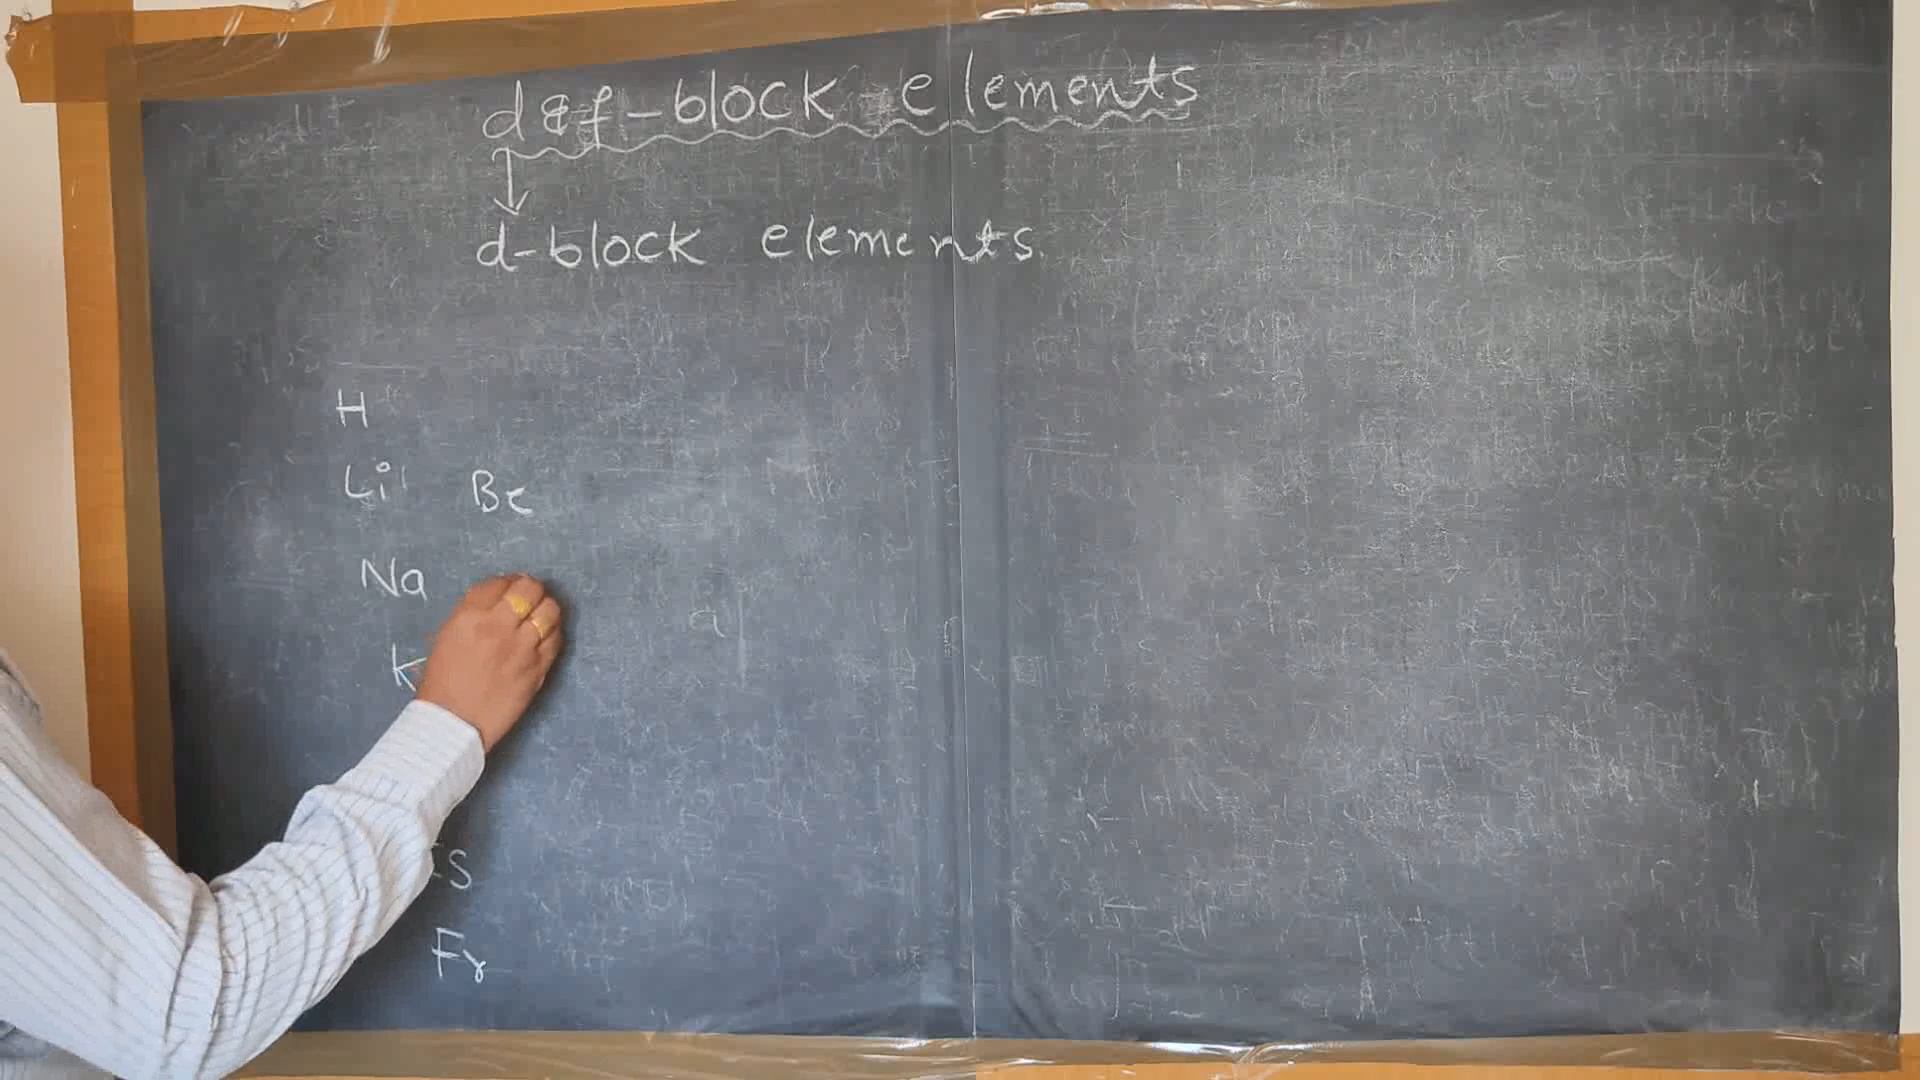 d & f - block elements
d-block elements.
H
Li Be
Na
K
s
Fr